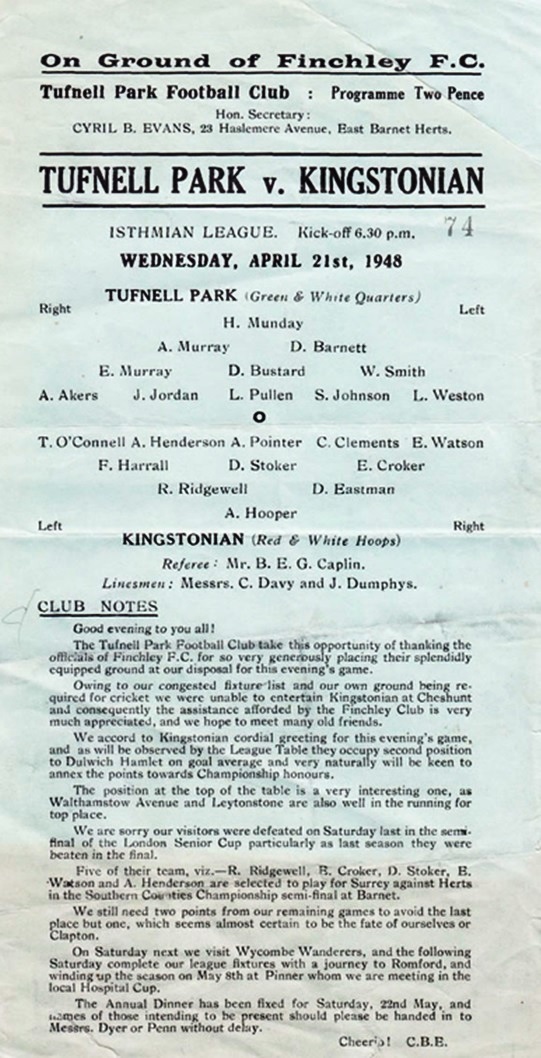 On Ground of Finchley F.C.
Tufnell Park Football Club : Programme Two Pence
Hon. Secretary:
CYRIL B. EVANS, 23 Haslemere Avenue, East Barnet Herts.
TUFNELL PARK v. KINGSTONIAN
ISTHMIAN LEAGUE. Kick-off 6.30 p.m. 74
WEDNESDAY, APRIL 21st, 1948
TUFNELL PARK (Green & White Quarters)
Right Left
H. Munday
A. Murray D. Barnett
E. Murray D. Bustard W. Smith
A. Akers J. Jordan L. Pullen S. Johnson L. Weston
O
T. O'Connell A. Henderson A. Pointer C. Clements E. Watson
F. Harrall D. Stoker E. Croker
R. Ridgewell D. Eastman
A. Hooper
Left Right
KINGSTONIAN (Red & White Hoops)
Referee: Mr. B. E. G. Caplin.
Linesmen: Messrs. C. Davy and J. Dumphys.
CLUB NOTES
Good evening to you all!
The Tufnell Park Football Club take this opportunity of thanking the
officials of Finchley F.C. for so very generously placing their splendidly
equipped ground at our disposal for this evening's game.
Owing to our congested fixture list and our own ground being re-
quired for cricket we were unable to entertain Kingstonian at Cheshunt
and consequently the assistance afforded by the Finchley Club is very
much appreciated, and we hope to meet many old friends.
We accord to Kingstonian cordial greeting for this evening's game,
and as will be observed by the League Table they occupy second position
to Dulwich Hamlet on goal average and very naturally will be keen to
annex the points towards Championship honours.
The position at the top of the table is a very interesting one, as
Walthamstow Avenue and Leytonstone are also well in the running for
top place.
We are sorry our visitors were defeated on Saturday last in the semi-
final of the London Senior Cup particularly as last season they were
beaten in the final.
Five of their team, viz.—R. Ridgewell, E. Croker, D. Stoker, E.
Watson and A. Henderson are selected to play for Surrey against Herts
in the Southern Counties Championship semi-final at Barnet.
We still need two points from our remaining games to avoid the last
place but one, which seems almost certain to be the fate of ourselves or
Clapton.
On Saturday next we visit Wycombe Wanderers, and the following
Saturday complete our league fixtures with a journey to Romford, and
winding up the season on May 8th at Pinner whom we are meeting in the
local Hospital Cup.
The Annual Dinner has been fixed for Saturday, 22nd May, and
names of those intending to be present should please be handed in to
Messrs. Dyer or Penn without delay.
Cheerio! C.B.E.